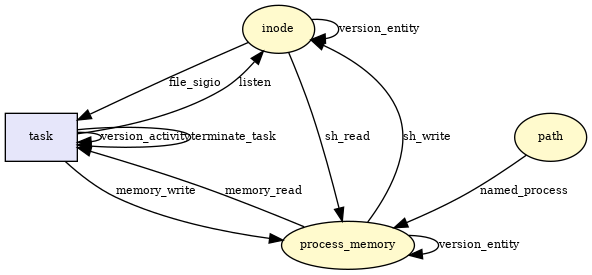 inode
version_entity
file_sigio
listen
task
version_activity
terminate_task
sh_read
sh_write
path
memory_write
memory_read
named_process
process_memory
version_entity